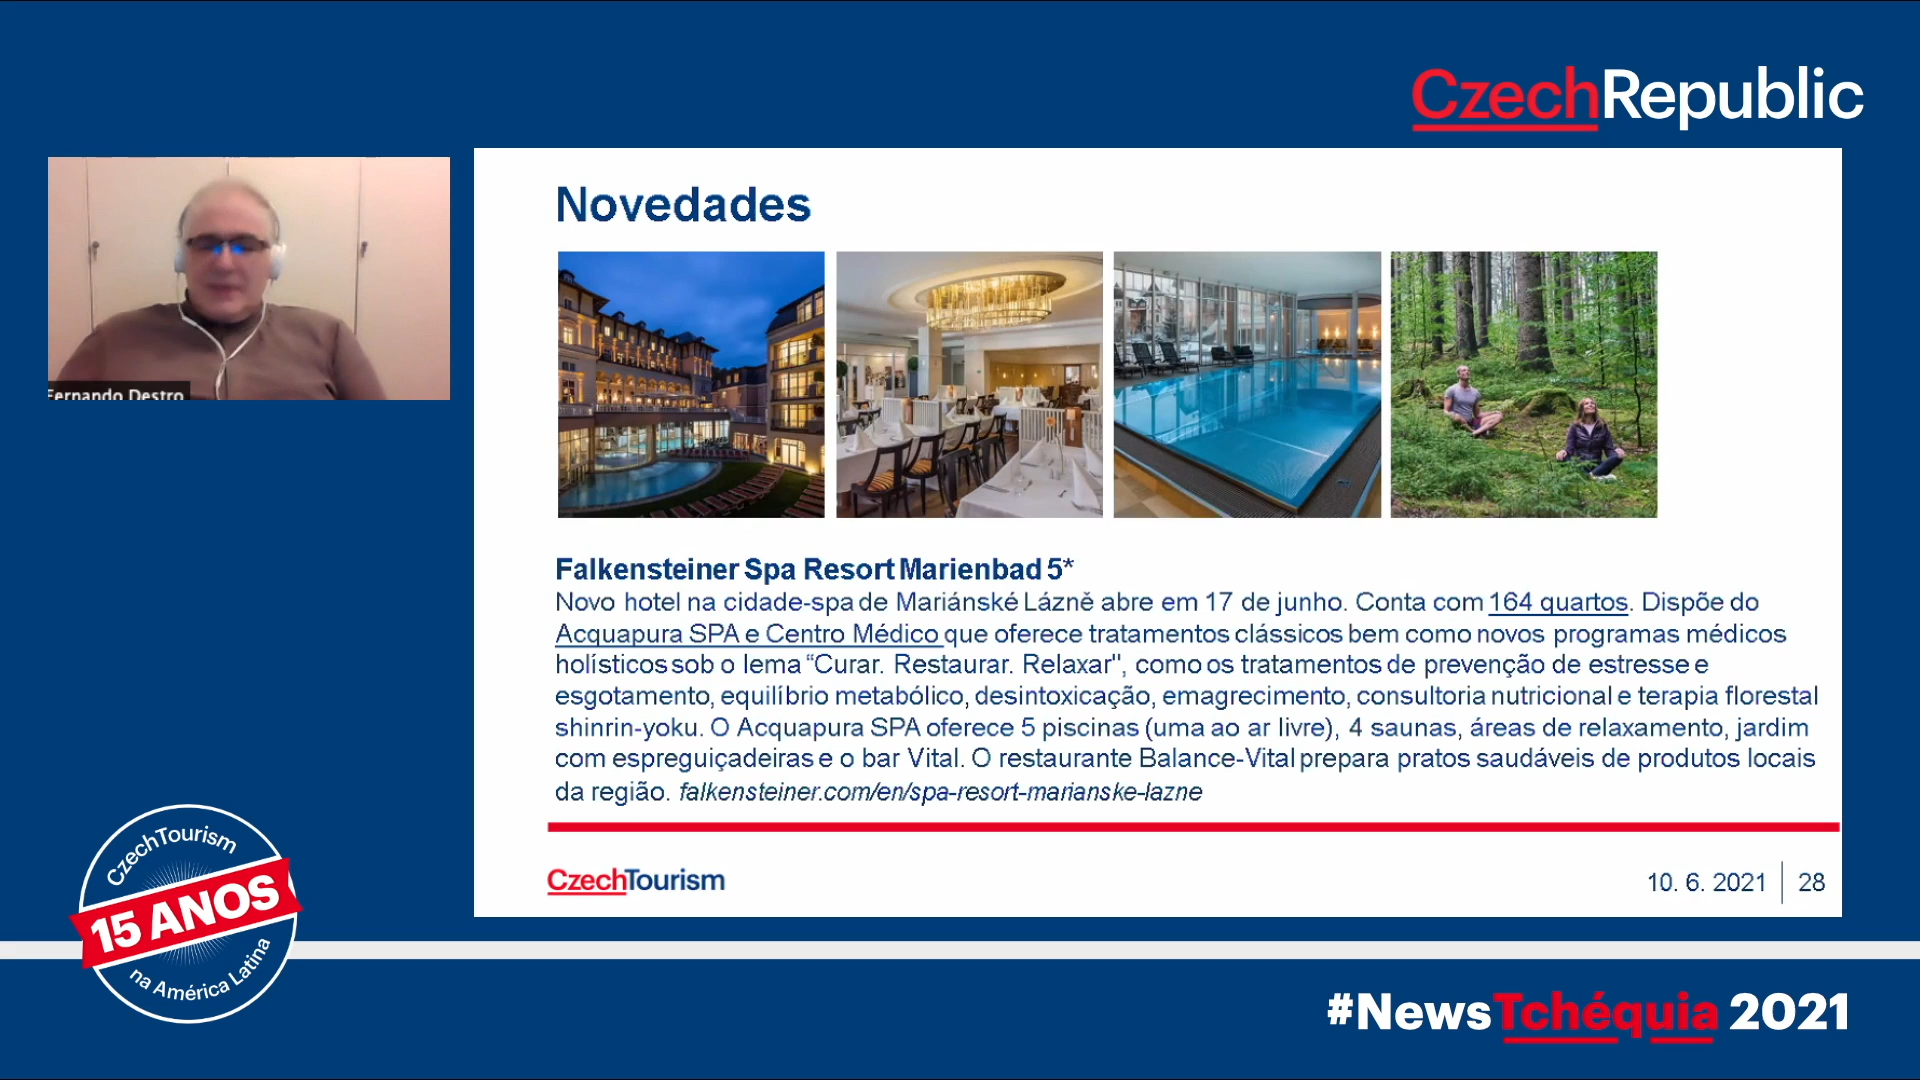 CzechRepublic
Novedades
Fernando Destro
Falkensteiner Spa Resort Marienbad 5*
Novo hotel na cidade-spa de Mariánské Lázně abre em 17 de junho. Conta com 164 quartos. Dispõe do
Acquapura SPA e Centro Médico que oferece tratamentos clássicos bem como novos programas médicos
holísticos sob o lema “Curar. Restaurar. Relaxar", como os tratamentos de prevenção de estresse e
esgotamento, equilíbrio metabólico, desintoxicação, emagrecimento, consultoria nutricional e terapia florestal
shinrin-yoku. O Acquapura SPA oferece 5 piscinas (uma ao ar livre), 4 saunas, áreas de relaxamento, jardim
com espreguiçadeiras e o bar Vital. O restaurante Balance-Vital prepara pratos saudáveis de produtos locais
da região. falkensteiner.com/en/spa-resort-marianske-lazne
CzechTourism
10. 6. 2021
28
CzechTourism
15 ANOS
na América Latina
#NewsTchéquia 2021